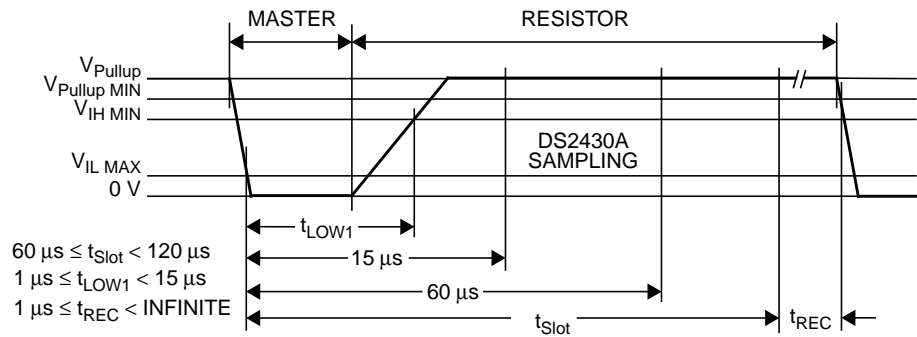 MASTER RESISTOR
VPullup
VPullup MIN
VIH MIN
VIL MAX
0 V
DS2430A
SAMPLING
tLOW1
60 μs ≤ tSlot < 120 μs
15 μs
1 μs ≤ tLOW1 < 15 μs
60 μs
1 μs ≤ tREC < INFINITE
tSlot
tREC